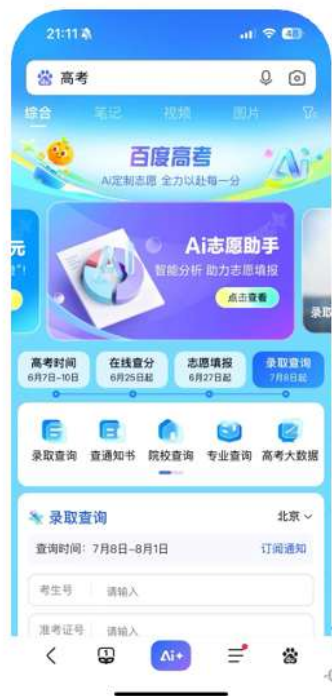 21:11
高考
综合 笔记 视频 图片
百度高考
AI定制志愿 全力以赴每一分
元
Ai志愿助手
智能分析 助力志愿填报
点击查看
录取
高考时间 在线查分 志愿填报 录取查询
6月7日-10日 6月25日起 6月27日起 7月8日起
录取查询 查通知书 院校查询 专业查询 高考大数据
录取查询 北京
查询时间：7月8日-8月1日 订阅通知
考生号 请输入
准考证号 请输入
1 Ai+